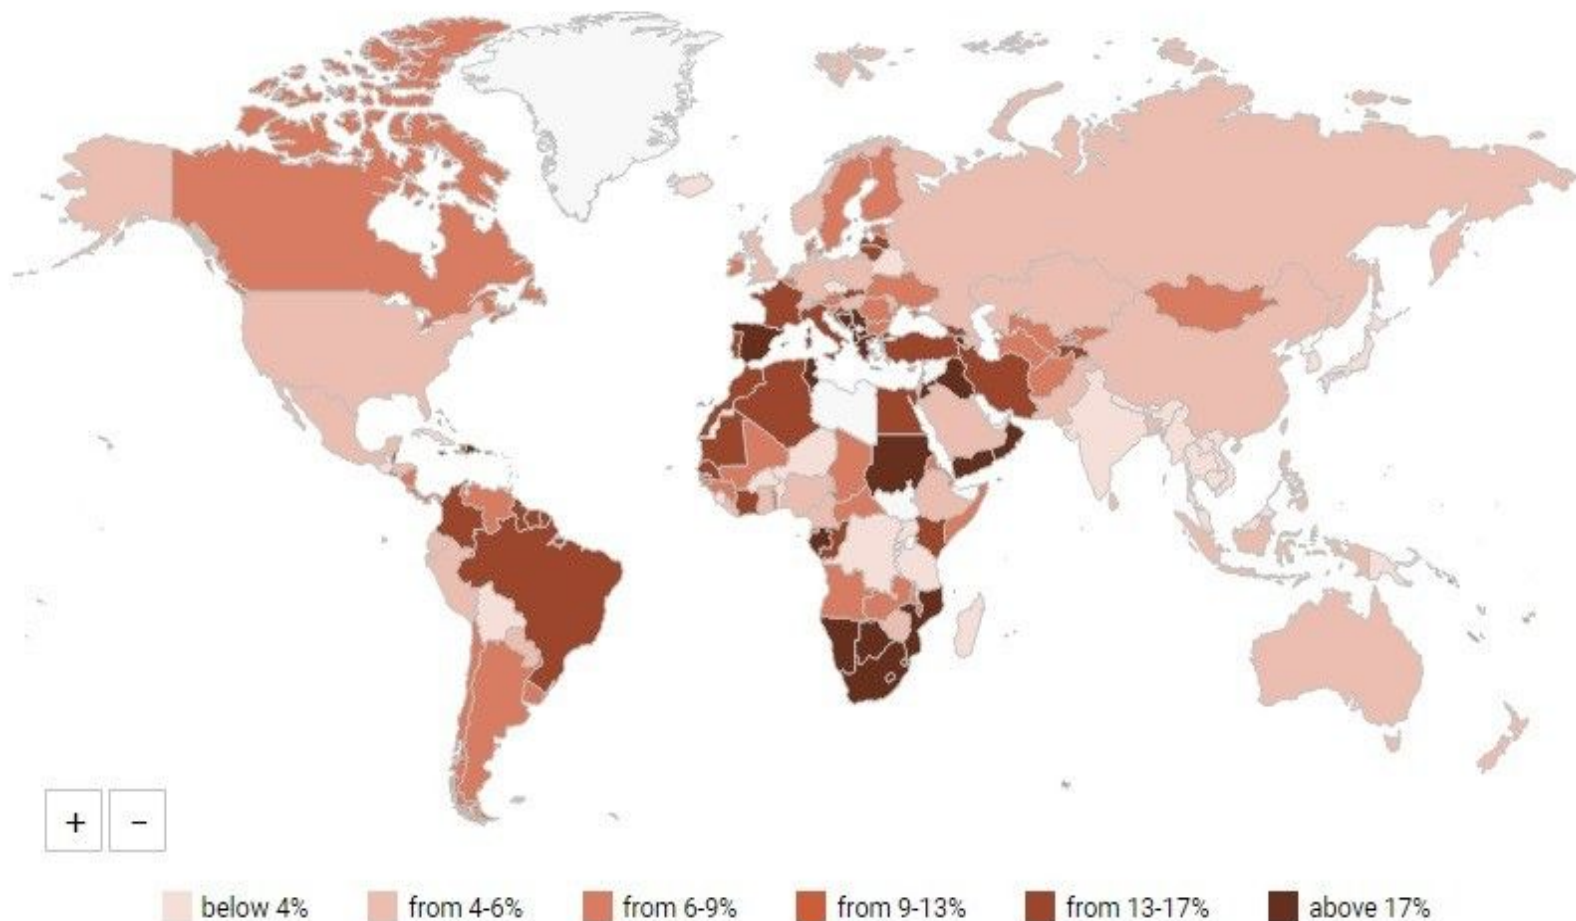 + −
below 4% from 4-6% from 6-9% from 9-13% from 13-17% above 17%